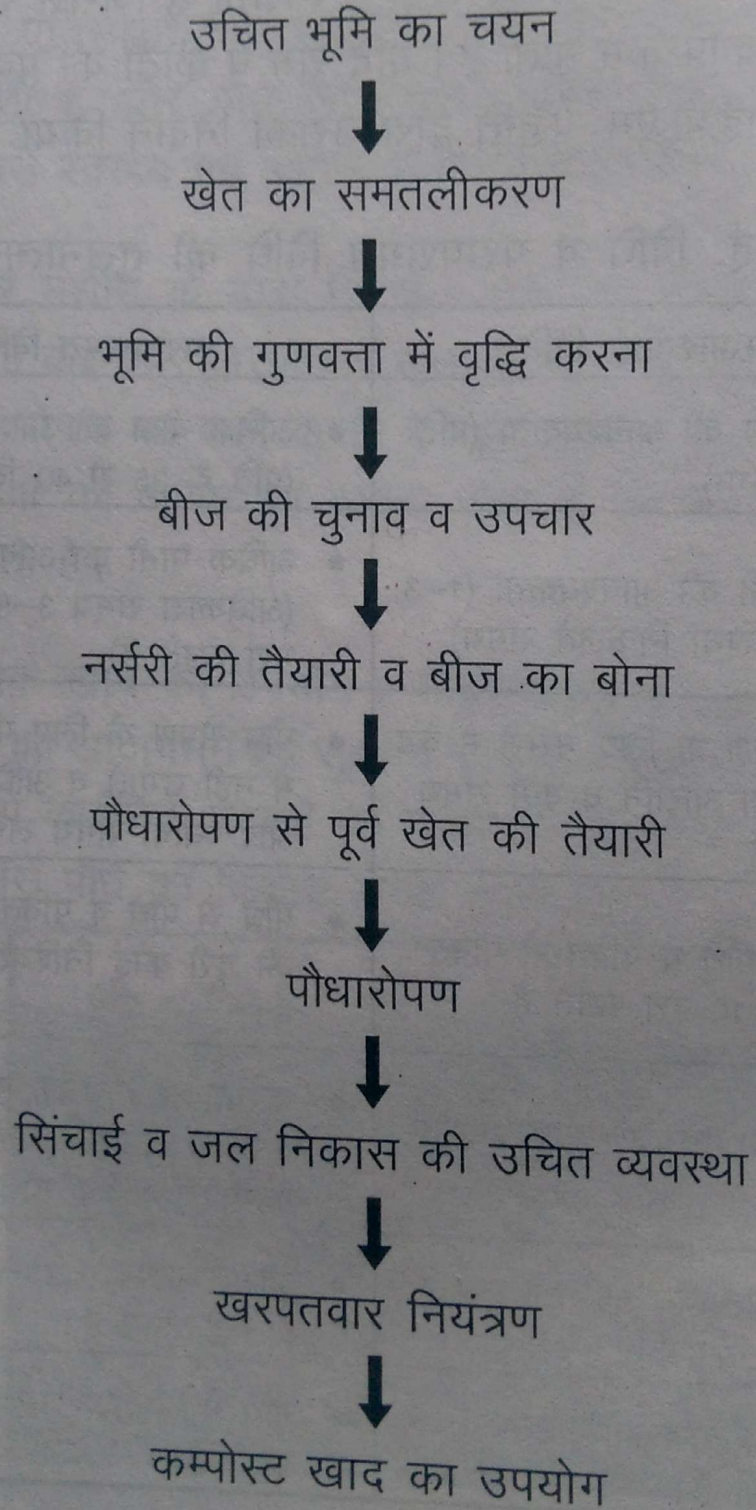 उचित भूमि का चयन
खेत का समतलीकरण
भूमि की गुणवत्ता में वृद्धि करना
बीज की चुनाव व उपचार
नर्सरी की तैयारी व बीज का बोना
पौधारोपण से पूर्व खेत की तैयारी
पौधारोपण
सिंचाई व जल निकास की उचित व्यवस्था
खरपतवार नियंत्रण
कम्पोस्ट खाद का उपयोग